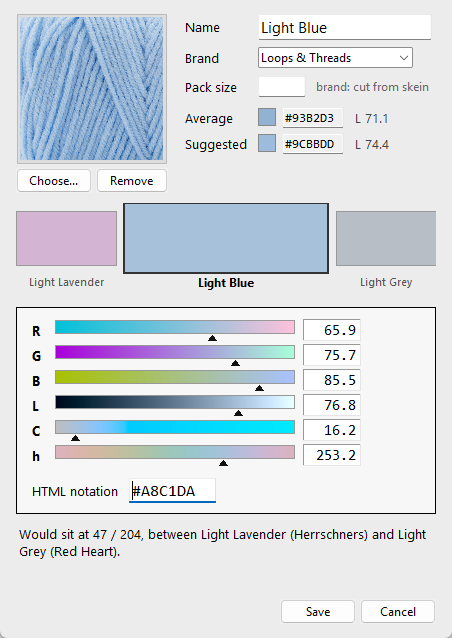 Name Light Blue
Brand Loops & Threads
Pack size brand: cut from skein
Average #93B2D3 L 71.1
Suggested #9CBBDD L 74.4
Choose... Remove
Light Lavender Light Blue Light Grey
R 65.9
G 75.7
B 85.5
L 76.8
C 16.2
h 253.2
HTML notation #A8C1DA
Would sit at 47 / 204, between Light Lavender (Herrschners) and Light
Grey (Red Heart).
Save Cancel